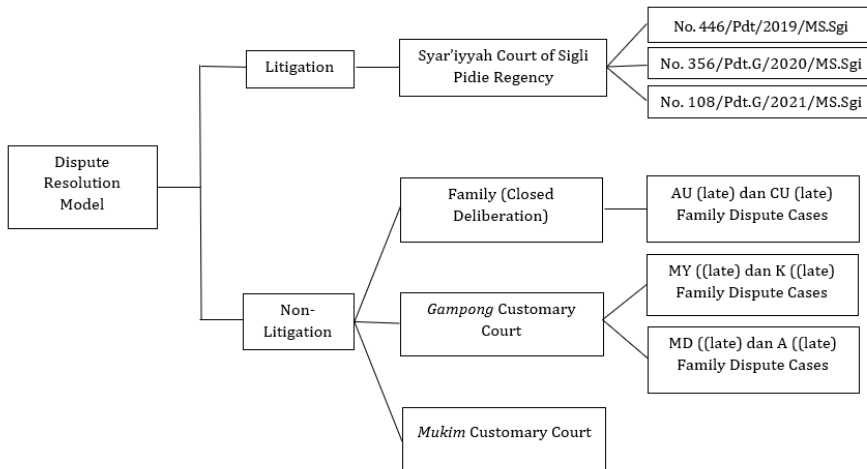 Dispute
Resolution
Model
Litigation
Syar'iyyah Court of Sigli
Pidie Regency
No. 446/Pdt/2019/MS.Sgi
No. 356/Pdt.G/2020/MS.Sgi
No. 108/Pdt.G/2021/MS.Sgi
Non-
Litigation
Family (Closed
Deliberation)
AU (late) dan CU (late)
Family Dispute Cases
Gampong Customary
Court
MY ((late) dan K ((late)
Family Dispute Cases
MD ((late) dan A ((late)
Family Dispute Cases
Mukim Customary Court